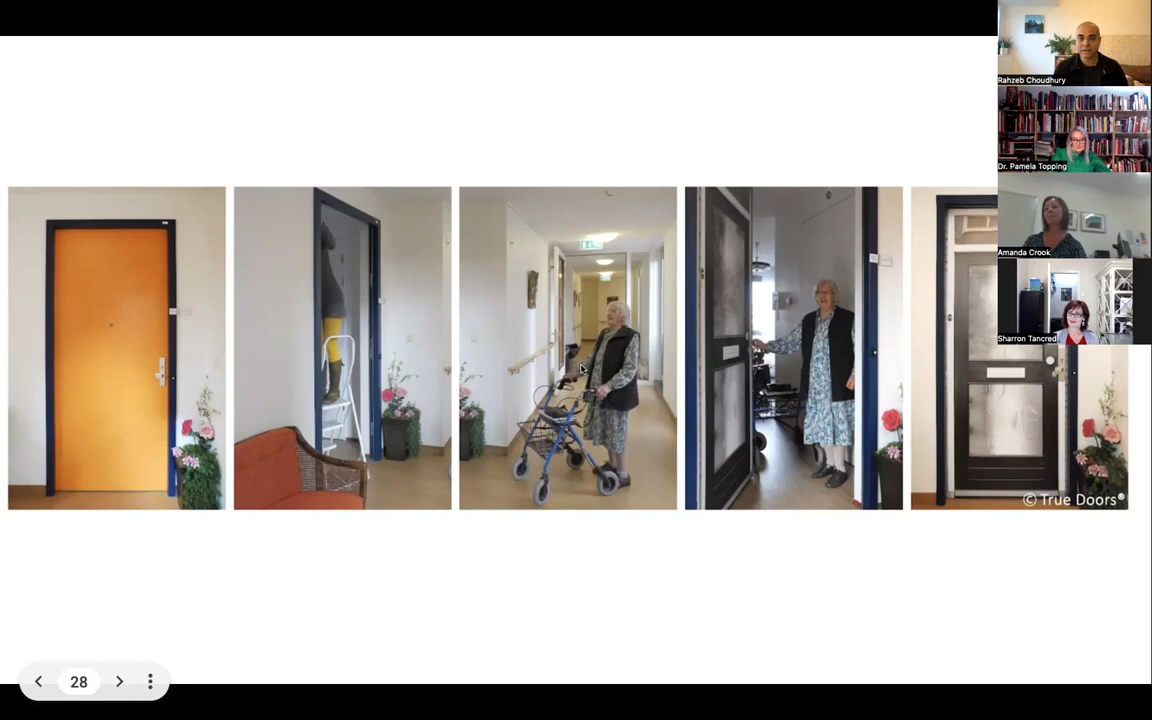 Rahzeb Choudhury
Dr. Pamela Topping
Amanda Crook
Sharron Tancred
© True Doors®
28